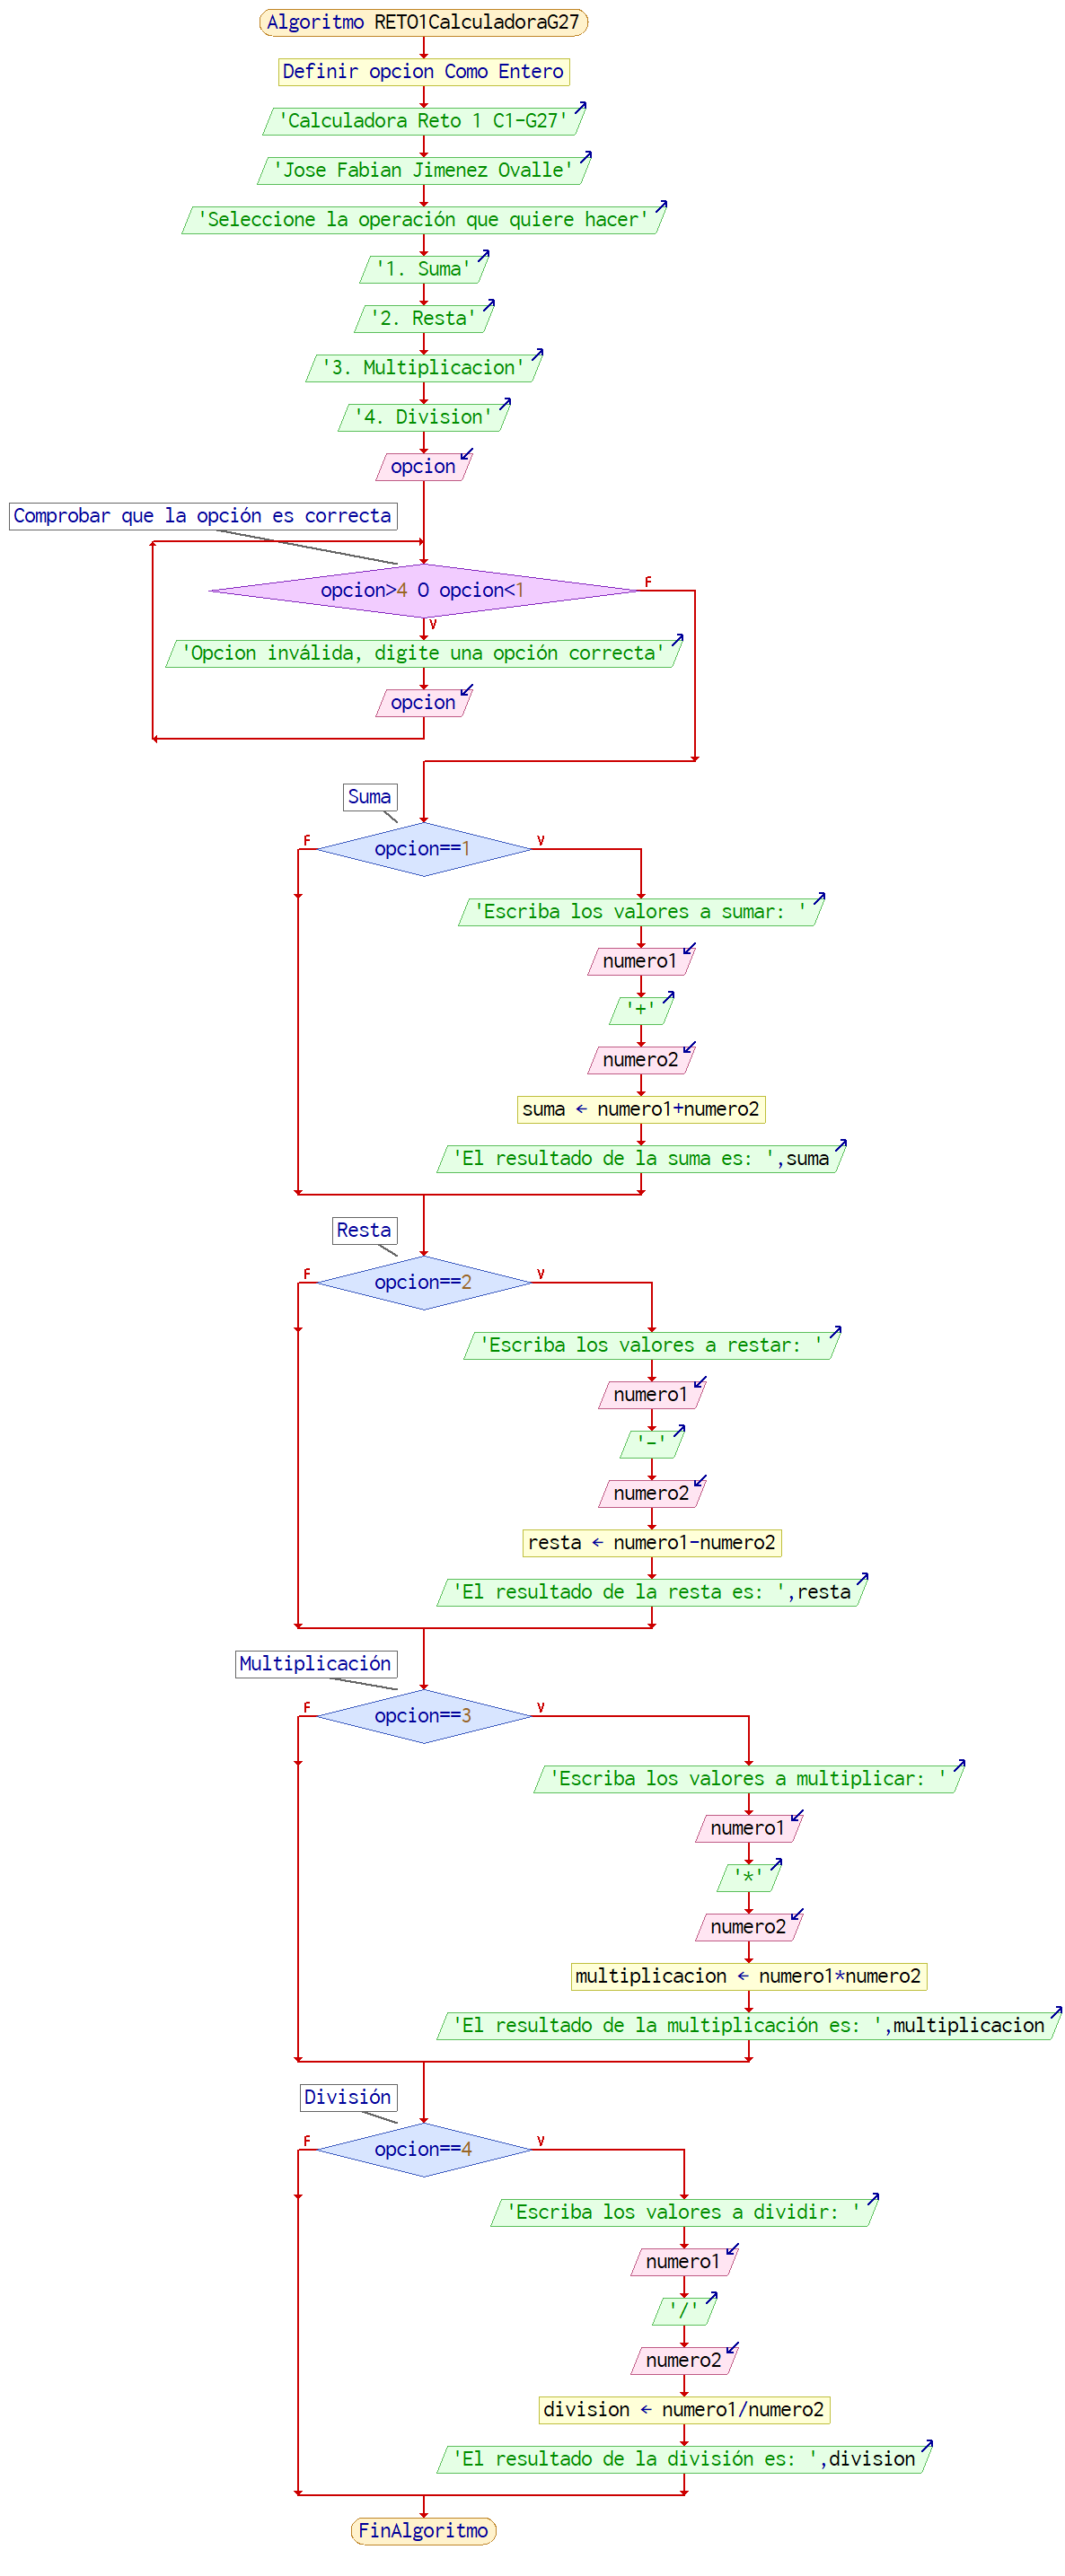 Algoritmo RETO1CalculadoraG27
Definir opcion Como Entero
'Calculadora Reto 1 C1-G27'
'Jose Fabian Jimenez Ovalle'
'Seleccione la operación que quiere hacer'
'1. Suma'
'2. Resta'
'3. Multiplicacion'
'4. Division'
opcion
Comprobar que la opción es correcta
opcion>4 O opcion<1
F
V
'Opcion inválida, digite una opción correcta'
opcion
Suma
F
opcion==1
V
'Escriba los valores a sumar: '
numero1
'+'
numero2
suma ← numero1+numero2
'El resultado de la suma es: ',suma
Resta
F
opcion==2
V
'Escriba los valores a restar: '
numero1
'-'
numero2
resta ← numero1-numero2
'El resultado de la resta es: ',resta
Multiplicación
F
opcion==3
V
'Escriba los valores a multiplicar: '
numero1
'*'
numero2
multiplicacion ← numero1*numero2
'El resultado de la multiplicación es: ',multiplicacion
División
F
opcion==4
V
'Escriba los valores a dividir: '
numero1
'/'
numero2
division ← numero1/numero2
'El resultado de la división es: ',division
FinAlgoritmo